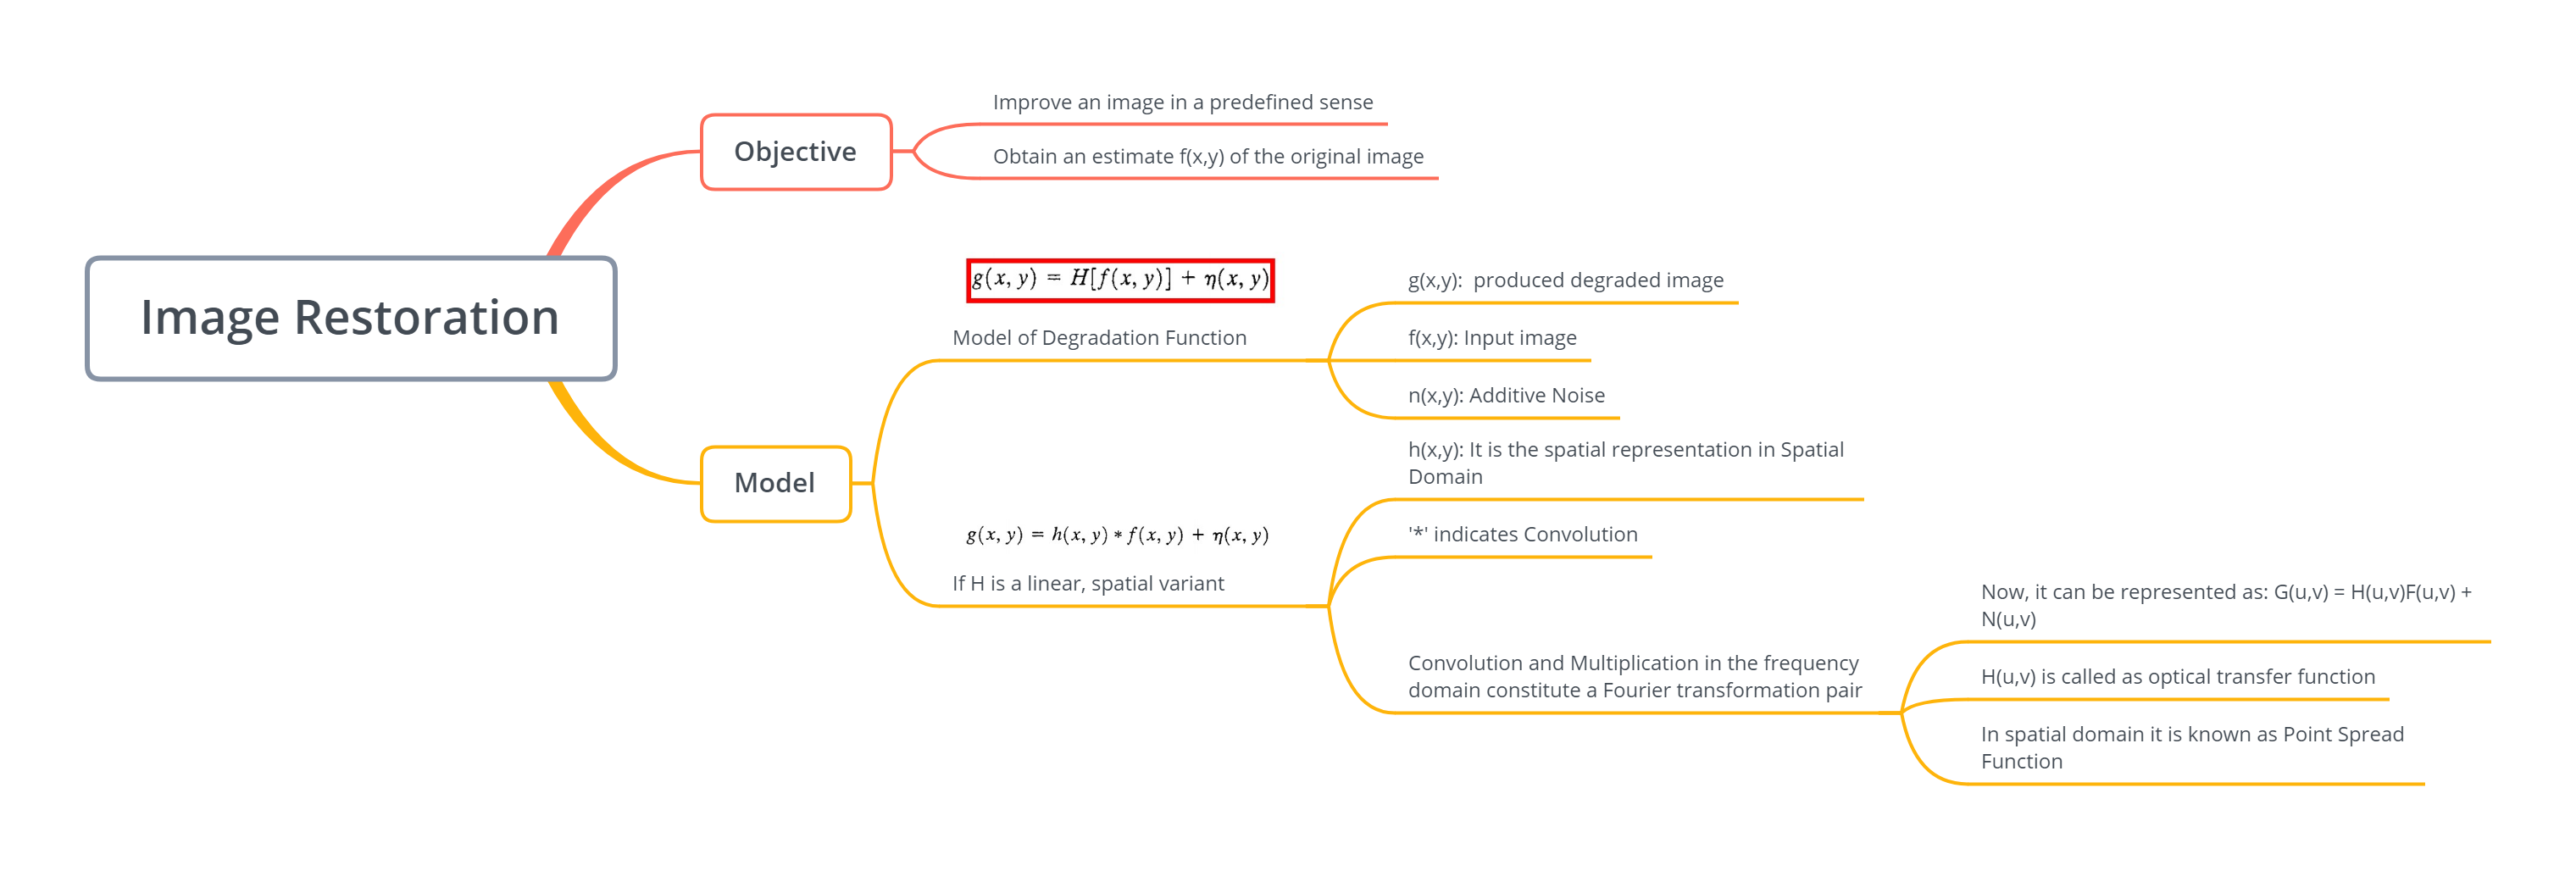 Image Restoration
Objective
Improve an image in a predefined sense
Obtain an estimate f(x,y) of the original image
Model
g(x, y) = H[f(x, y)] + η(x, y)
Model of Degradation Function
g(x,y):  produced degraded image
f(x,y): Input image
n(x,y): Additive Noise
g(x, y) = h(x, y) * f(x, y) + η(x, y)
If H is a linear, spatial variant
h(x,y): It is the spatial representation in Spatial
Domain
'*' indicates Convolution
Convolution and Multiplication in the frequency
domain constitute a Fourier transformation pair
Now, it can be represented as: G(u,v) = H(u,v)F(u,v) +
N(u,v)
H(u,v) is called as optical transfer function
In spatial domain it is known as Point Spread
Function